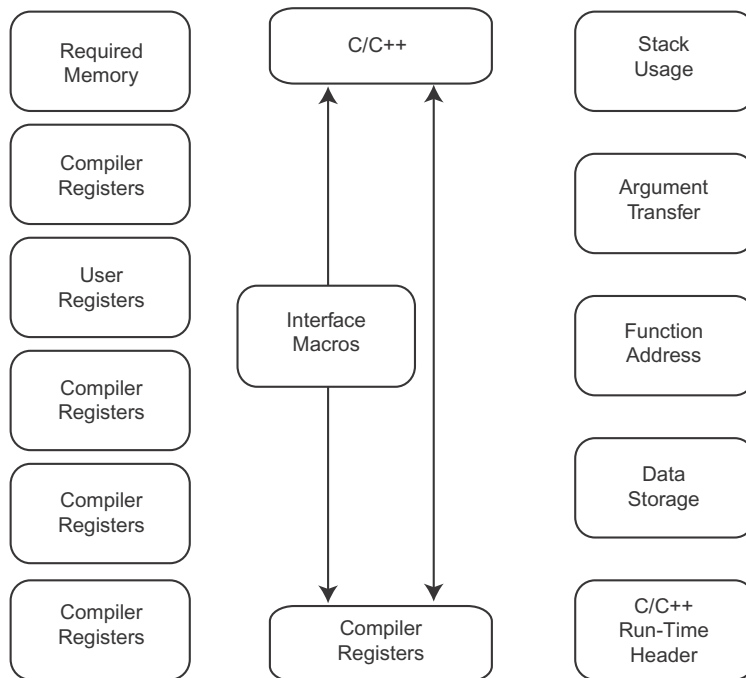 Required
Memory
Compiler
Registers
User
Registers
Compiler
Registers
Compiler
Registers
Compiler
Registers
C/C++
Interface
Macros
Compiler
Registers
Stack
Usage
Argument
Transfer
Function
Address
Data
Storage
C/C++
Run-Time
Header